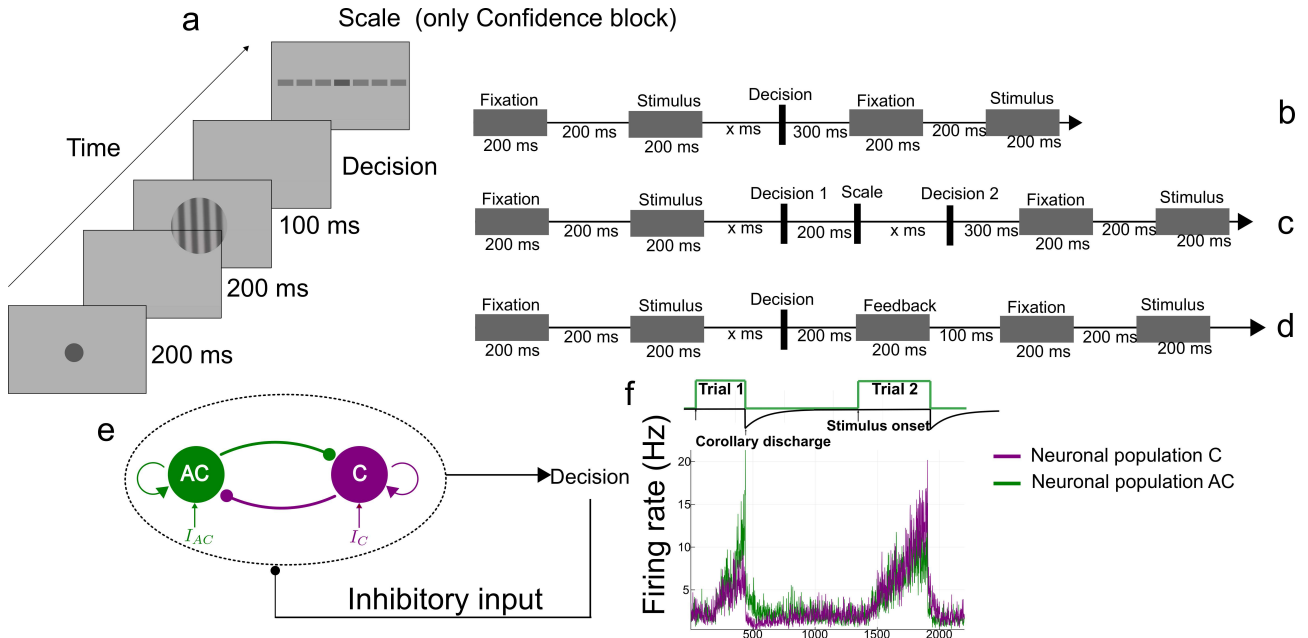 a
Scale (only Confidence block)
Time
Decision
100 ms
200 ms
200 ms
Fixation
Stimulus
Decision
Fixation
Stimulus
200 ms
200 ms
200 ms
x ms
300 ms
200 ms
200 ms
200 ms
b
Fixation
Stimulus
Decision 1
Scale
Decision 2
Fixation
Stimulus
200 ms
200 ms
200 ms
x ms
200 ms
x ms
300 ms
200 ms
200 ms
200 ms
c
Fixation
Stimulus
Decision
Feedback
Fixation
Stimulus
200 ms
200 ms
200 ms
x ms
200 ms
200 ms
100 ms
200 ms
200 ms
200 ms
d
e
AC
C
I_AC
I_C
Decision
Inhibitory input
f
Trial 1
Trial 2
Stimulus onset
Corollary discharge
Firing rate (Hz)
20
15
10
5
500
1000
1500
2000
Neuronal population C
Neuronal population AC